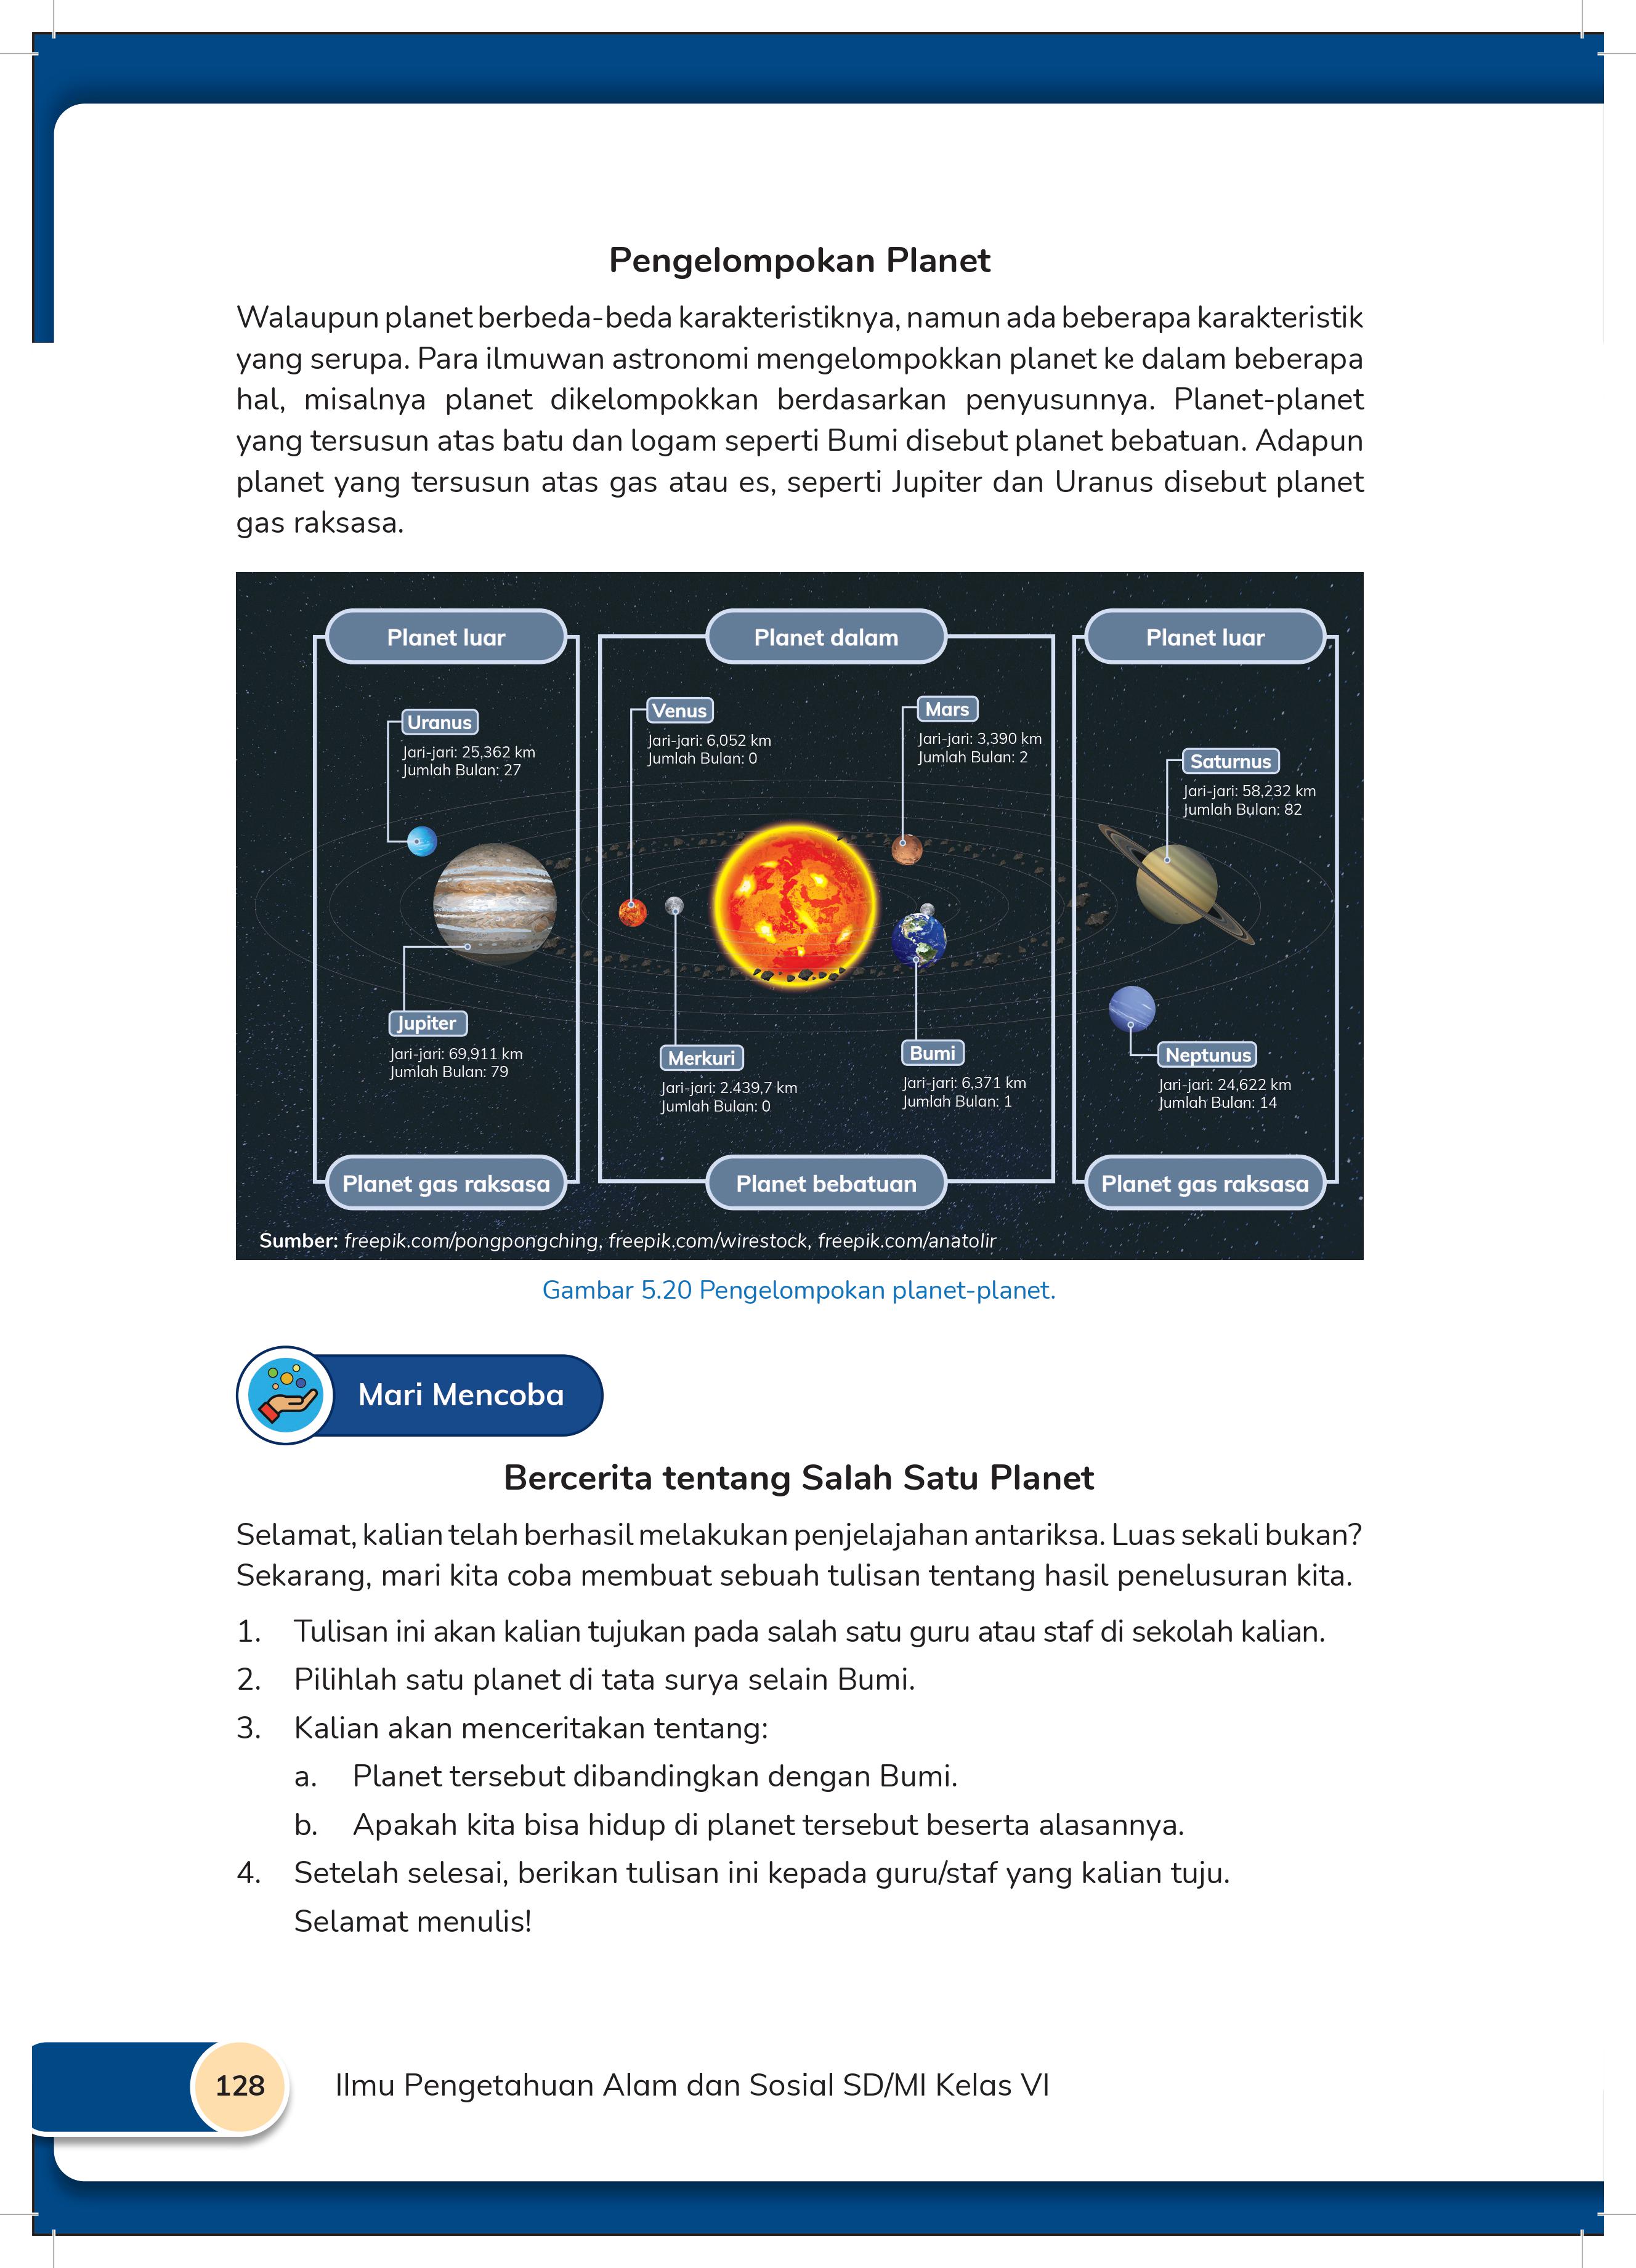 Pengelompokan Planet
Walaupun planet berbeda-beda karakteristiknya, namun ada beberapa karakteristik
yang serupa. Para ilmuwan astronomi mengelompokkan planet ke dalam beberapa
hal, misalnya planet dikelompokkan berdasarkan penyusunnya. Planet-planet
yang tersusun atas batu dan logam seperti Bumi disebut planet bebatuan. Adapun
planet yang tersusun atas gas atau es, seperti Jupiter dan Uranus disebut planet
gas raksasa.
Planet luar
Uranus
Jari-jari: 25,362 km
Jumlah Bulan: 27
Jupiter
Jari-jari: 69,911 km
Jumlah Bulan: 79
Planet gas raksasa
Planet dalam
Venus
Jari-jari: 6,052 km
Jumlah Bulan: 0
Mars
Jari-jari: 3,390 km
Jumlah Bulan: 2
Merkuri
Jari-jari: 2.439,7 km
Jumlah Bulan: 0
Bumi
Jari-jari: 6,371 km
Jumlah Bulan: 1
Planet bebatuan
Planet luar
Saturnus
Jari-jari: 58,232 km
Jumlah Bulan: 82
Neptunus
Jari-jari: 24,622 km
Jumlah Bulan: 14
Planet gas raksasa
Sumber: freepik.com/pongpongching, freepik.com/wirestock, freepik.com/anatolir
Gambar 5.20 Pengelompokan planet-planet.
Mari Mencoba
Bercerita tentang Salah Satu Planet
Selamat, kalian telah berhasil melakukan penjelajahan antariksa. Luas sekali bukan?
Sekarang, mari kita coba membuat sebuah tulisan tentang hasil penelusuran kita.
1. Tulisan ini akan kalian tujukan pada salah satu guru atau staf di sekolah kalian.
2. Pilihlah satu planet di tata surya selain Bumi.
3. Kalian akan menceritakan tentang:
a. Planet tersebut dibandingkan dengan Bumi.
b. Apakah kita bisa hidup di planet tersebut beserta alasannya.
4. Setelah selesai, berikan tulisan ini kepada guru/staf yang kalian tuju.
Selamat menulis!
128
Ilmu Pengetahuan Alam dan Sosial SD/MI Kelas VI